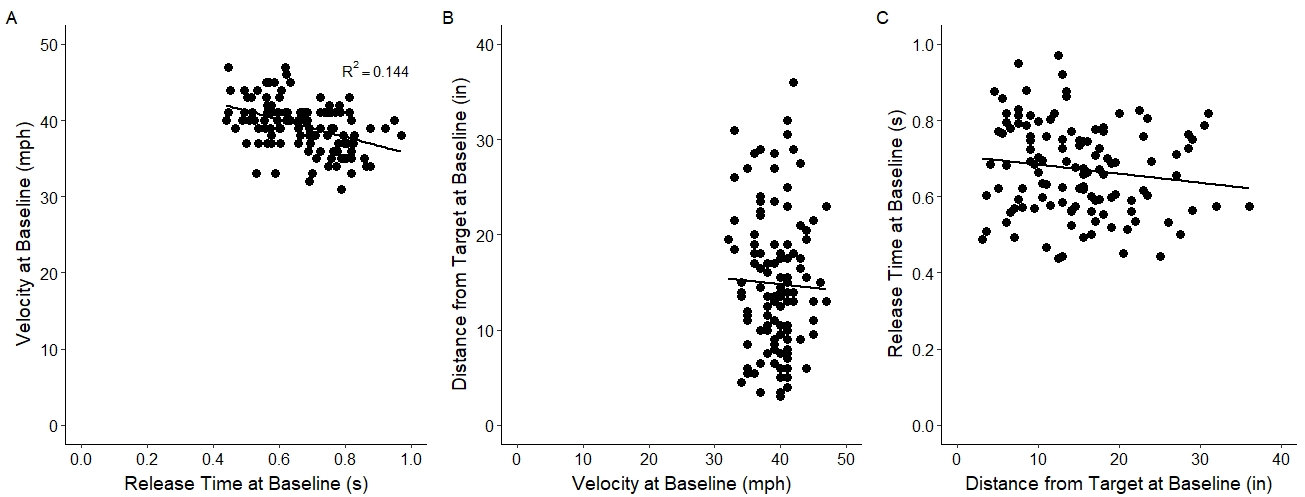 A
Velocity at Baseline (mph)
50
40
30
20
10
0
R² = 0.144
0.0 0.2 0.4 0.6 0.8 1.0
Release Time at Baseline (s)
B
Distance from Target at Baseline (in)
40
30
20
10
0
0 10 20 30 40 50
Velocity at Baseline (mph)
C
Release Time at Baseline (s)
1.0
0.8
0.6
0.4
0.2
0.0
0 10 20 30 40
Distance from Target at Baseline (in)